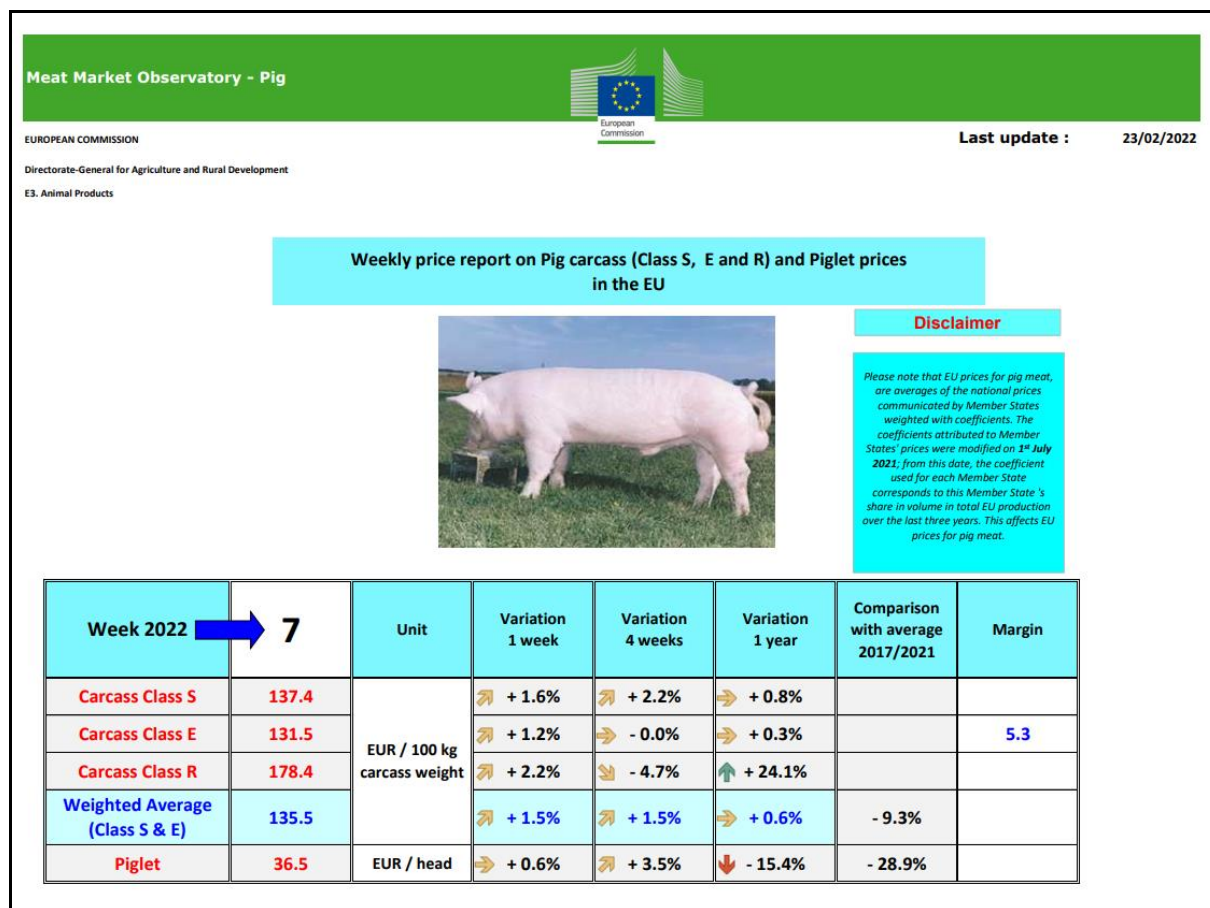 Meat Market Observatory - Pig
European
Commission
EUROPEAN COMMISSION
Last update : 23/02/2022
Directorate-General for Agriculture and Rural Development
E3. Animal Products
Weekly price report on Pig carcass (Class S, E and R) and Piglet prices
in the EU
Disclaimer
Please note that EU prices for pig meat,
are averages of the national prices
communicated by Member States
weighted with coefficients. The
coefficients attributed to Member
States' prices were modified on 1st July
2021; from this date, the coefficient
used for each Member State
corresponds to this Member State 's
share in volume in total EU production
over the last three years. This affects EU
prices for pig meat.
Week 2022 7 Unit Variation 1 week Variation 4 weeks Variation 1 year Comparison with average 2017/2021 Margin
Carcass Class S 137.4 EUR / 100 kg carcass weight + 1.6% + 2.2% + 0.8%
Carcass Class E 131.5 + 1.2% - 0.0% + 0.3% 5.3
Carcass Class R 178.4 + 2.2% - 4.7% + 24.1%
Weighted Average (Class S & E) 135.5 + 1.5% + 1.5% + 0.6% - 9.3%
Piglet 36.5 EUR / head + 0.6% + 3.5% - 15.4% - 28.9%